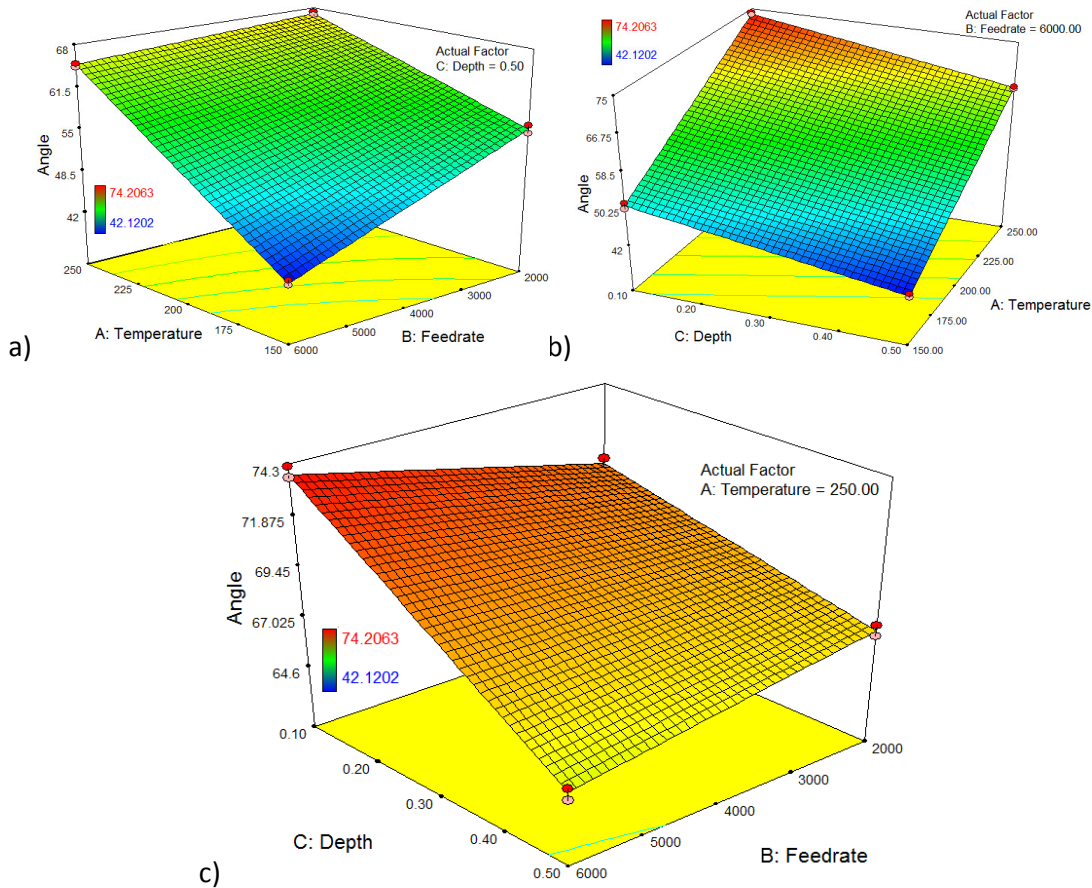 68
61.5
55
48.5
42
Angle
Actual Factor
C: Depth = 0.50
74.2063
42.1202
250
225
200
175
150
A: Temperature
6000
5000
4000
3000
2000
B: Feedrate
a)
74.2063
42.1202
Actual Factor
B: Feedrate = 6000.00
75
66.75
58.5
50.25
42
Angle
0.10
0.20
0.30
0.40
0.50
C: Depth
150.00
175.00
200.00
225.00
250.00
A: Temperature
b)
74.3
71.875
69.45
67.025
64.6
Angle
Actual Factor
A: Temperature = 250.00
74.2063
42.1202
0.10
0.20
0.30
0.40
0.50
C: Depth
6000
5000
4000
3000
2000
B: Feedrate
c)